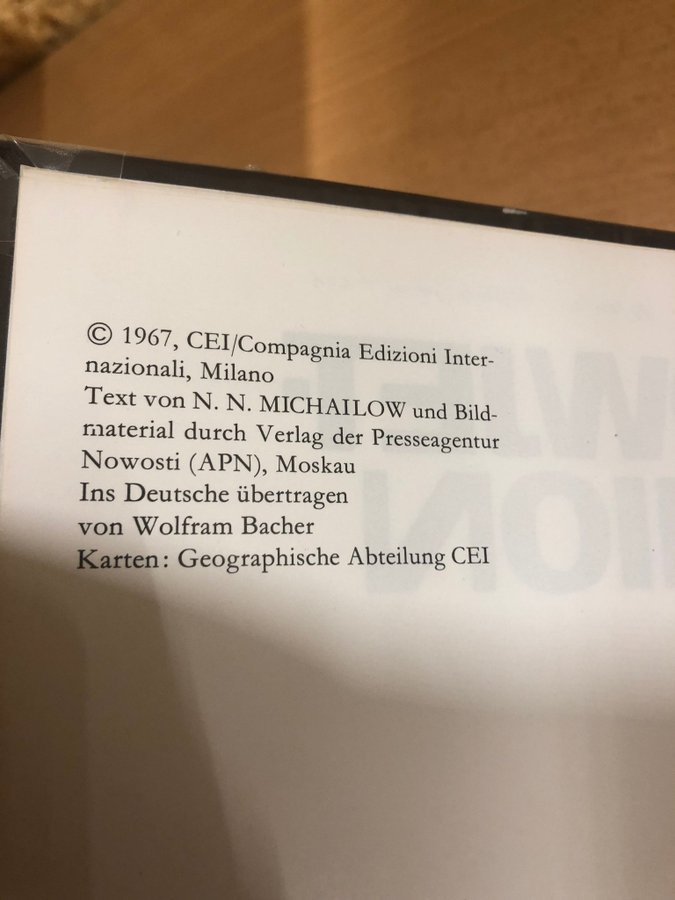 © 1967, CEI/Compagnia Edizioni Inter-
nazionali, Milano
Text von N. N. MICHAILOW und Bild-
material durch Verlag der Presseagentur
Nowosti (APN), Moskau
Ins Deutsche übertragen
von Wolfram Bacher
Karten: Geographische Abteilung CEI